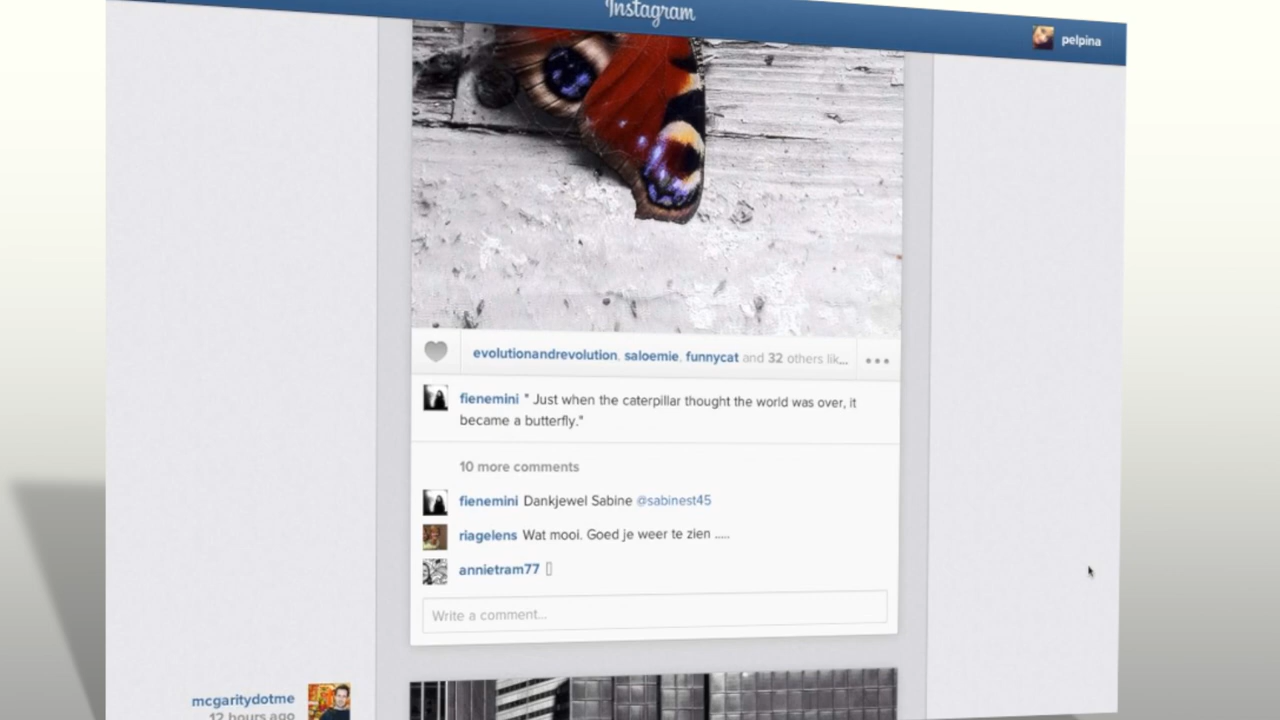 Instagram
pelpina
evolutionandrevolution, saloemie, funnycat and 32 others lik...
fienemini " Just when the caterpillar thought the world was over, it
became a butterfly."
10 more comments
fienemini Dankjewel Sabine @sabinest45
riagelens Wat mooi. Goed je weer te zien .....
annietram77
Write a comment...
mcgaritydotme
12 hours ago